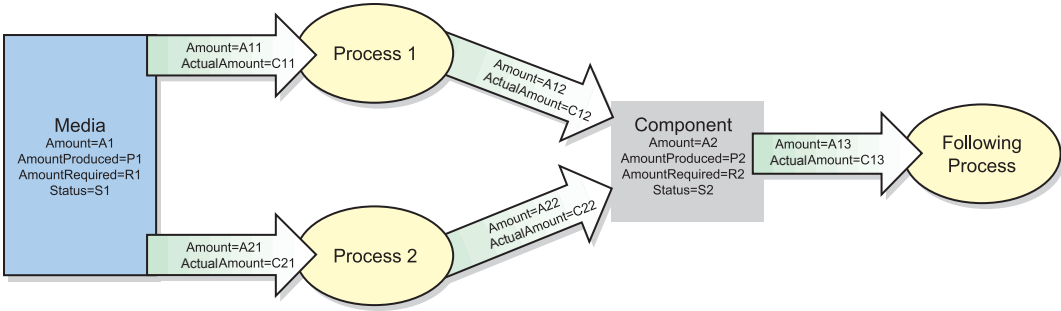 Media
Amount=A1
AmountProduced=P1
AmountRequired=R1
Status=S1
Amount=A11
ActualAmount=C11
Process 1
Amount=A12
ActualAmount=C12
Amount=A21
ActualAmount=C21
Process 2
Amount=A22
ActualAmount=C22
Component
Amount=A2
AmountProduced=P2
AmountRequired=R2
Status=S2
Amount=A13
ActualAmount=C13
Following
Process